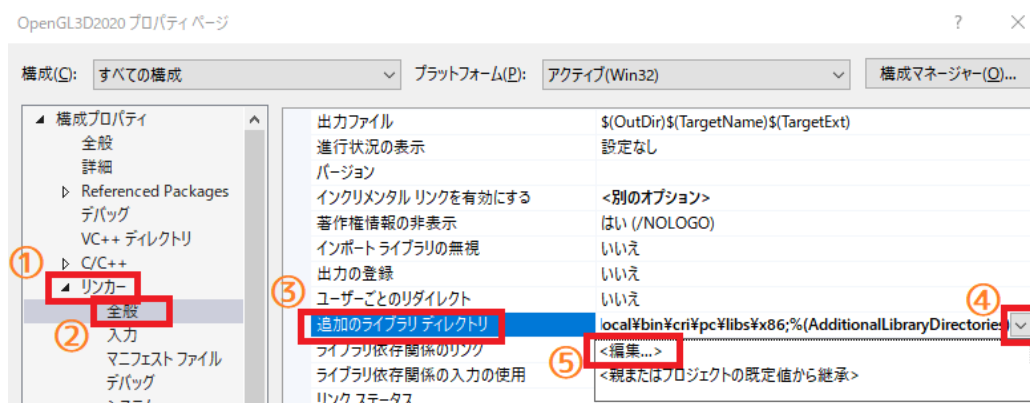 OpenGL3D2020 プロパティ ページ ?
構成(C): すべての構成 プラットフォーム(P): アクティブ(Win32) 構成マネージャー(O)...
構成プロパティ
全般
詳細
Referenced Packages
デバッグ
VC++ ディレクトリ
① C/C++
リンカー
② 全般
入力
マニフェスト ファイル
デバッグ
出力ファイル $(OutDir)$(TargetName)$(TargetExt)
進行状況の表示 設定なし
バージョン
インクリメンタル リンクを有効にする <別のオプション>
著作権情報の非表示 はい (/NOLOGO)
インポート ライブラリの無視 いいえ
出力の登録 いいえ
③ ユーザーごとのリダイレクト いいえ ④
追加のライブラリ ディレクトリ local¥bin¥cri¥pc¥libs¥x86;%(AdditionalLibraryDirectories)
ライブラリ依存関係のリンク ⑤ <編集...>
ライブラリ依存関係の入力の使用 <親またはプロジェクトの既定値から継承>
リンク ステータス